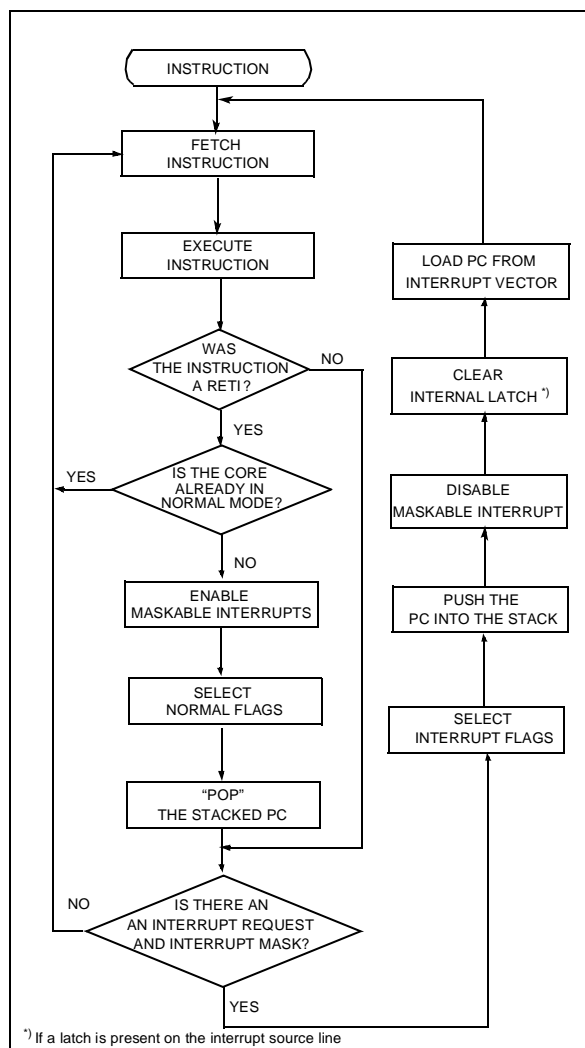 INSTRUCTION
FETCH
INSTRUCTION
EXECUTE
INSTRUCTION
WAS
THE INSTRUCTION
A RETI ?
NO
YES
IS THE CORE
ALREADY IN
NORMAL MODE?
YES
NO
ENABLE
MASKABLE INTERRUPTS
SELECT
NORMAL FLAGS
“POP”
THE STACKED PC
IS THERE AN
AN INTERRUPT REQUEST
AND INTERRUPT MASK?
NO
YES
SELECT
INTERRUPT FLAGS
PUSH THE
PC INTO THE STACK
DISABLE
MASKABLE INTERRUPT
CLEAR
INTERNAL LATCH *)
LOAD PC FROM
INTERRUPT VECTOR
*) If a latch is present on the interrupt source line